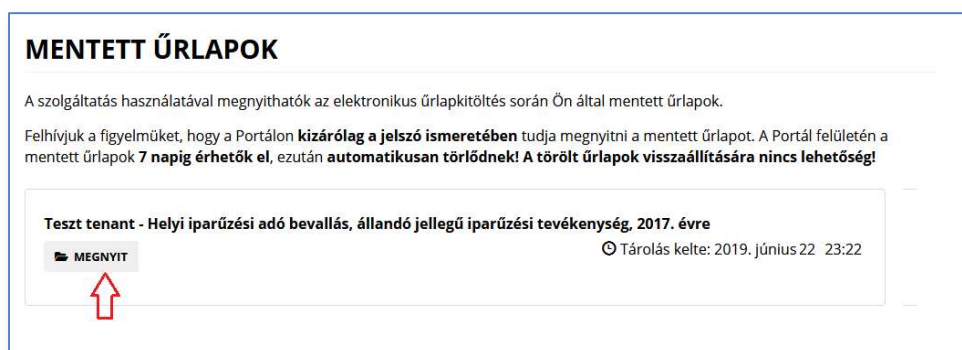 MENTETT ŰRLAPOK
A szolgáltatás használatával megnyithatók az elektronikus űrlapkitöltés során Ön által mentett űrlapok.
Felhívjuk a figyelmüket, hogy a Portálon kizárólag a jelszó ismeretében tudja megnyitni a mentett űrlapot. A Portál felületén a
mentett űrlapok 7 napig érhetők el, ezután automatikusan törlődnek! A törölt űrlapok visszaállítására nincs lehetőség!
Teszt tenant - Helyi iparűzési adó bevallás, állandó jellegű iparűzési tevékenység, 2017. évre
MEGNYIT
Tárolás kelte: 2019. június 22 23:22